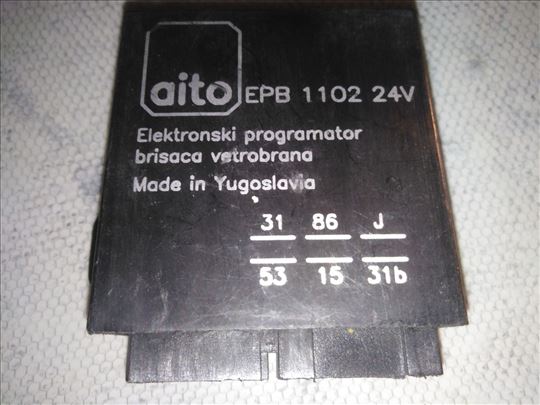 aito EPB 1102 24V
Elektronski programator
brisaca vetrobrana
Made in Yugoslavia
31 86 J
53 15 31b